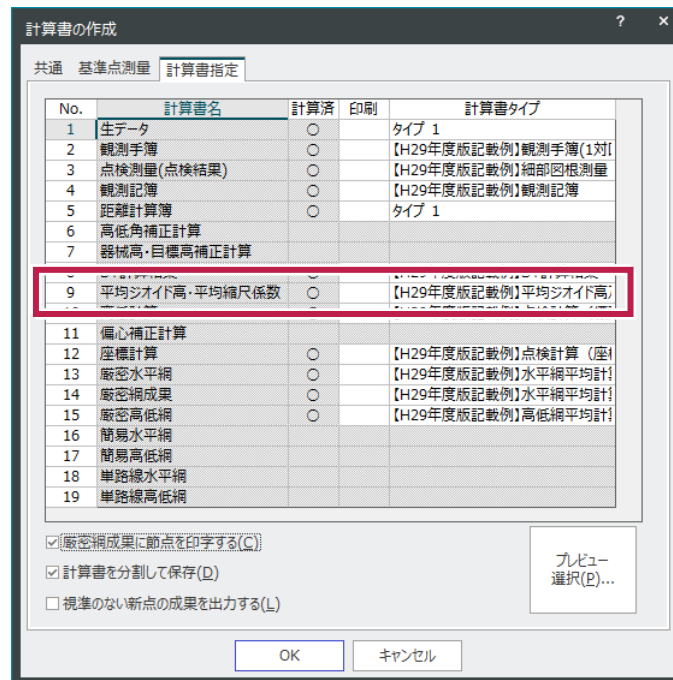 計算書の作成 ? ×
共通 基準点測量 計算書指定
No. 計算書名 計算済 印刷 計算書タイプ
1 生データ ○ タイプ 1
2 観測手簿 ○ 【H29年度版記載例】観測手簿(1対
3 点検測量(点検結果) ○ 【H29年度版記載例】細部図根測量
4 観測記簿 ○ 【H29年度版記載例】観測記簿
5 距離計算簿 ○ タイプ 1
6 高低角補正計算
7 器械高・目標高補正計算
9 平均ジオイド高・平均縮尺係数 ○ 【H29年度版記載例】平均ジオイド高
11 偏心補正計算
12 座標計算 ○ 【H29年度版記載例】点検計算（座
13 厳密水平網 ○ 【H29年度版記載例】水平網平均計
14 厳密網成果 ○ 【H29年度版記載例】水平網平均計
15 厳密高低網 ○ 【H29年度版記載例】高低網平均計
16 簡易水平網
17 簡易高低網
18 単路線水平網
19 単路線高低網
厳密網成果に節点を印字する(C)
計算書を分割して保存(D)
視準のない新点の成果を出力する(L)
プレビュー
選択(P)...
OK キャンセル